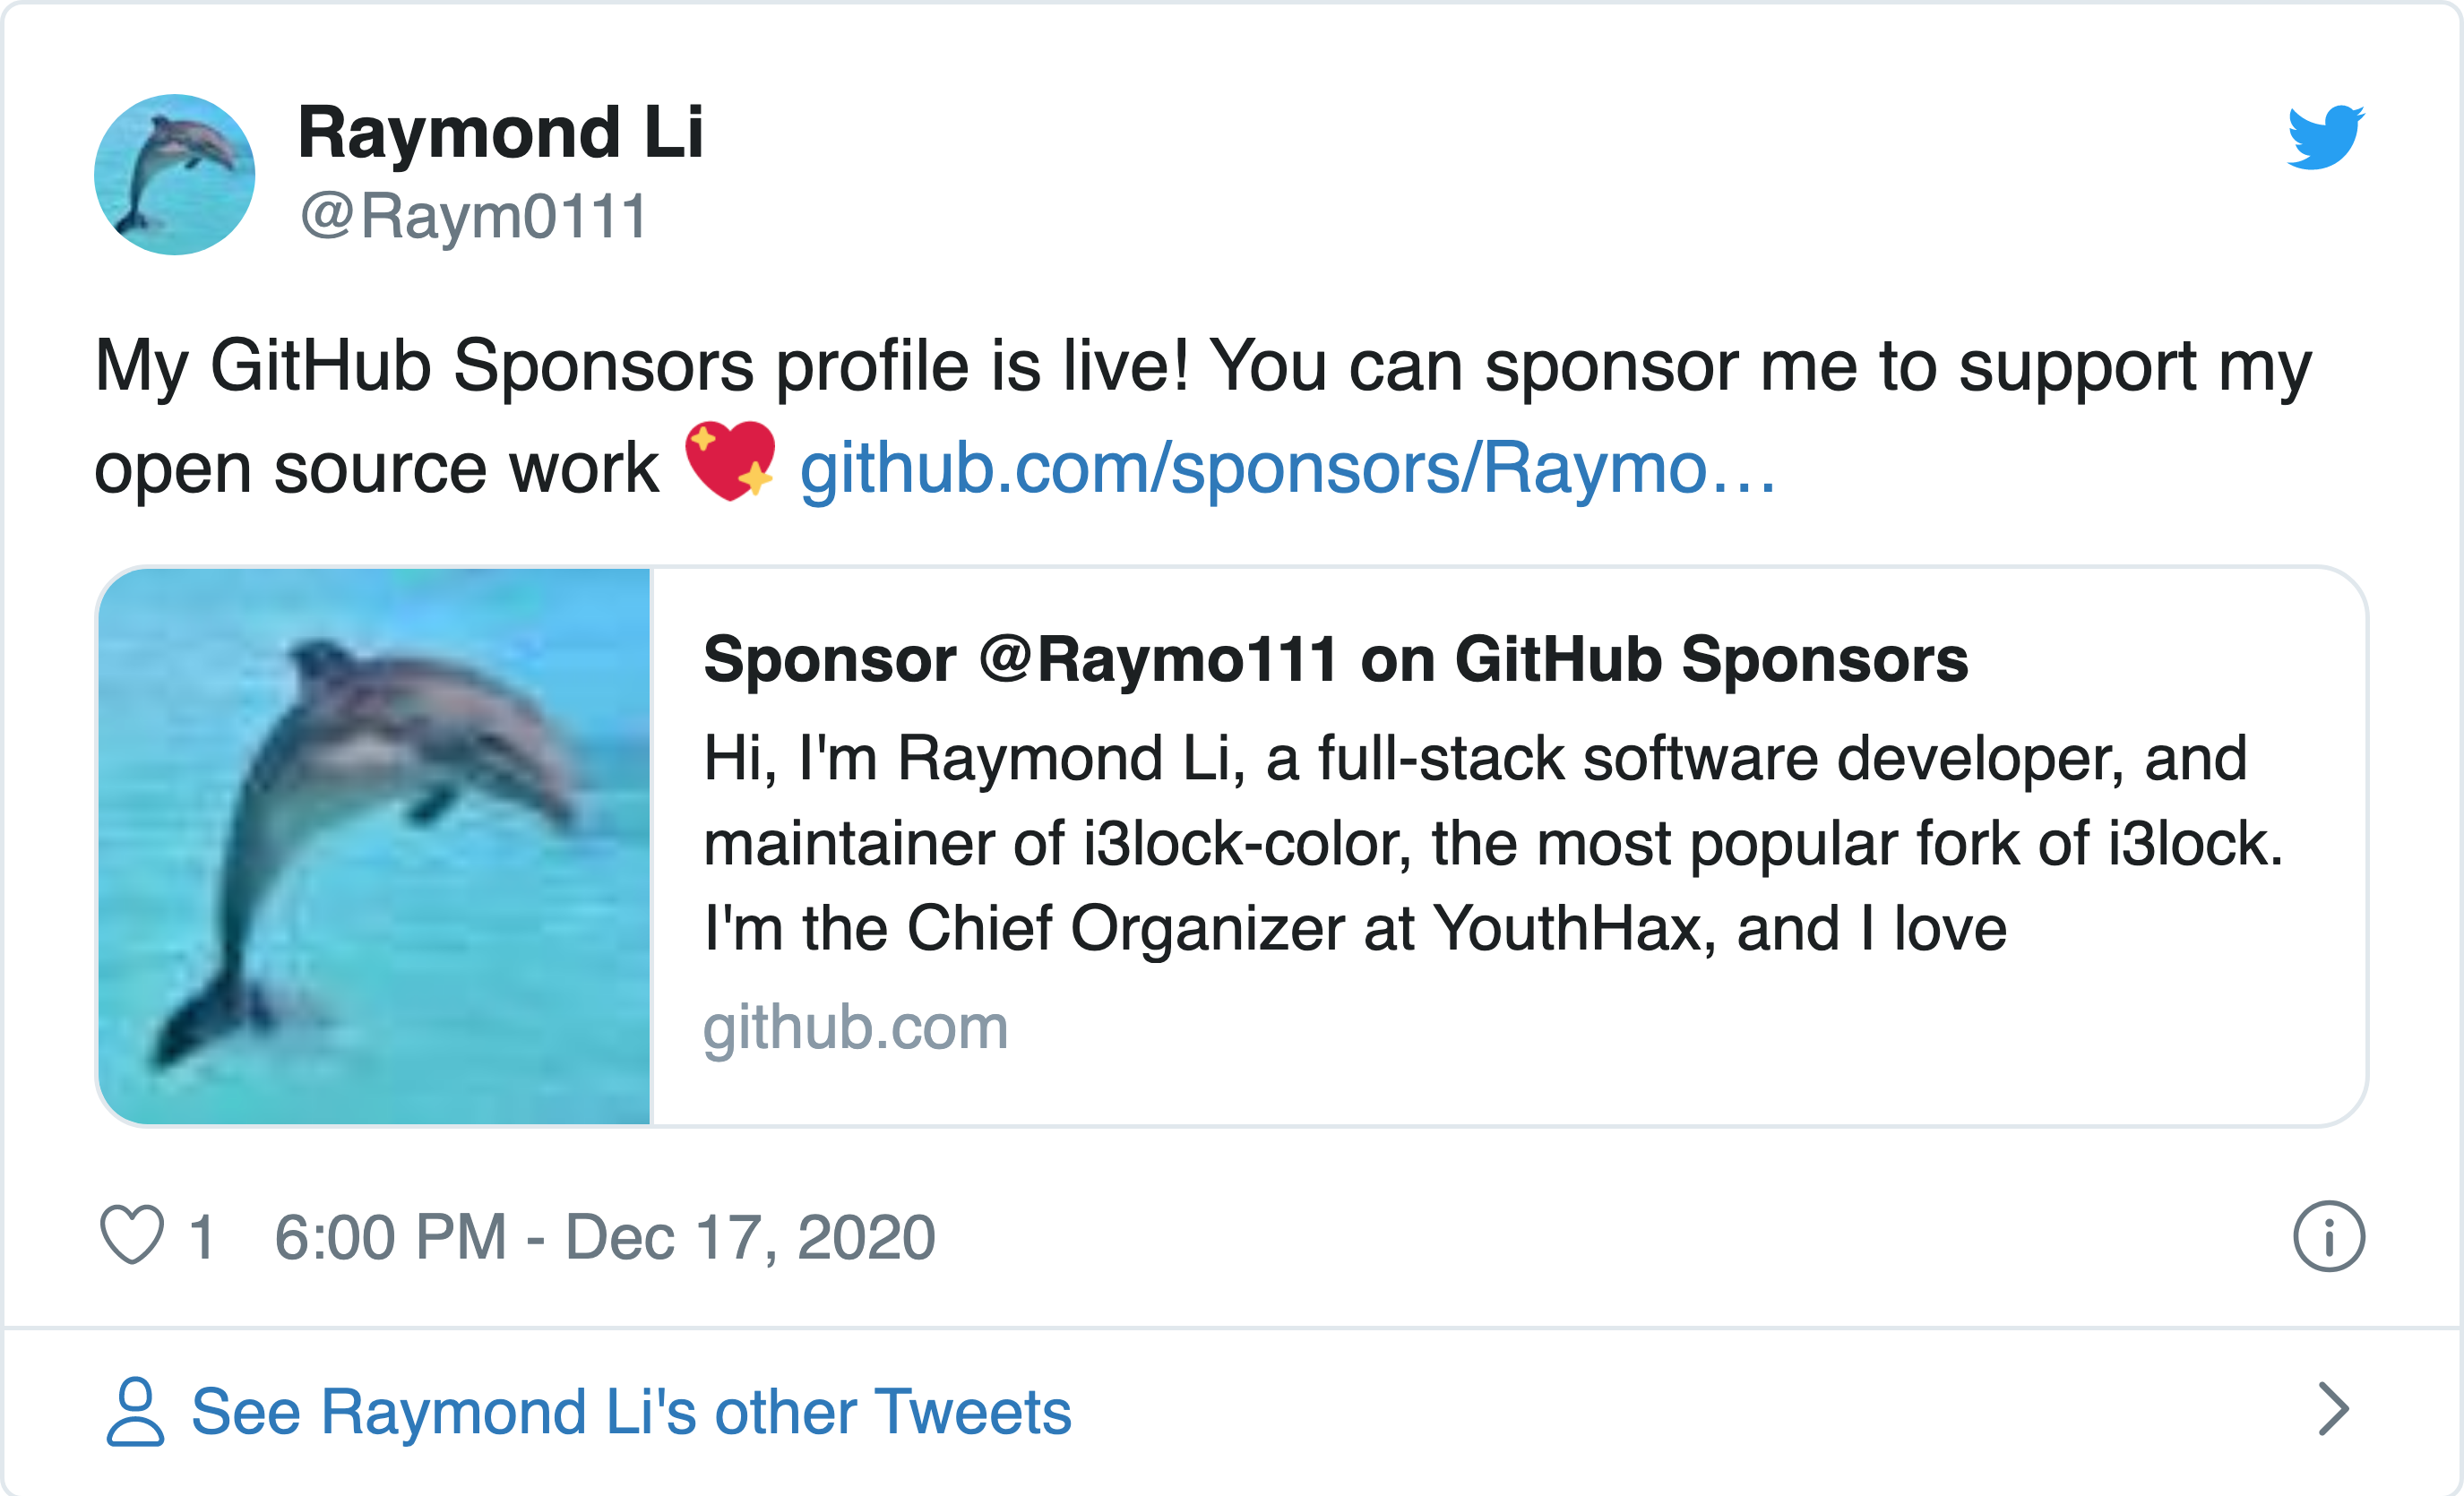 Raymond Li
@Raym0111
My GitHub Sponsors profile is live! You can sponsor me to support my
open source work 💖 github.com/sponsors/Raymo…
Sponsor @Raymo111 on GitHub Sponsors
Hi, I'm Raymond Li, a full-stack software developer, and
maintainer of i3lock-color, the most popular fork of i3lock.
I'm the Chief Organizer at YouthHax, and I love
github.com
1 6:00 PM - Dec 17, 2020
See Raymond Li's other Tweets